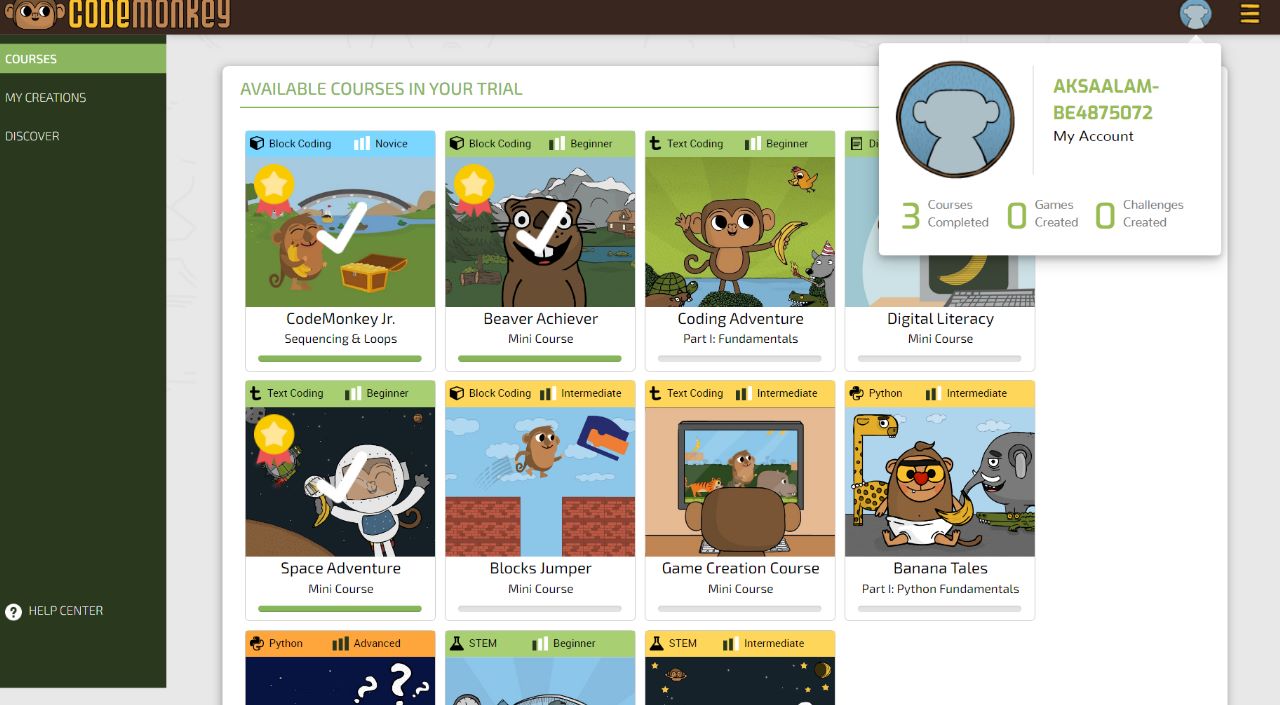 CODEMONKEY
COURSES
MY CREATIONS
DISCOVER
HELP CENTER
AVAILABLE COURSES IN YOUR TRIAL
AKSAALAM-
BE4875072
My Account
3 Courses Completed
0 Games Created
0 Challenges Created
Block Coding Novice
CodeMonkey Jr.
Sequencing & Loops
Block Coding Beginner
Beaver Achiever
Mini Course
Text Coding Beginner
Coding Adventure
Part I: Fundamentals
Di
Digital Literacy
Mini Course
Text Coding Beginner
Space Adventure
Mini Course
Block Coding Intermediate
Blocks Jumper
Mini Course
Text Coding Intermediate
Game Creation Course
Mini Course
Python Intermediate
Banana Tales
Part I: Python Fundamentals
Python Advanced
? ? ?
STEM Beginner
STEM Intermediate